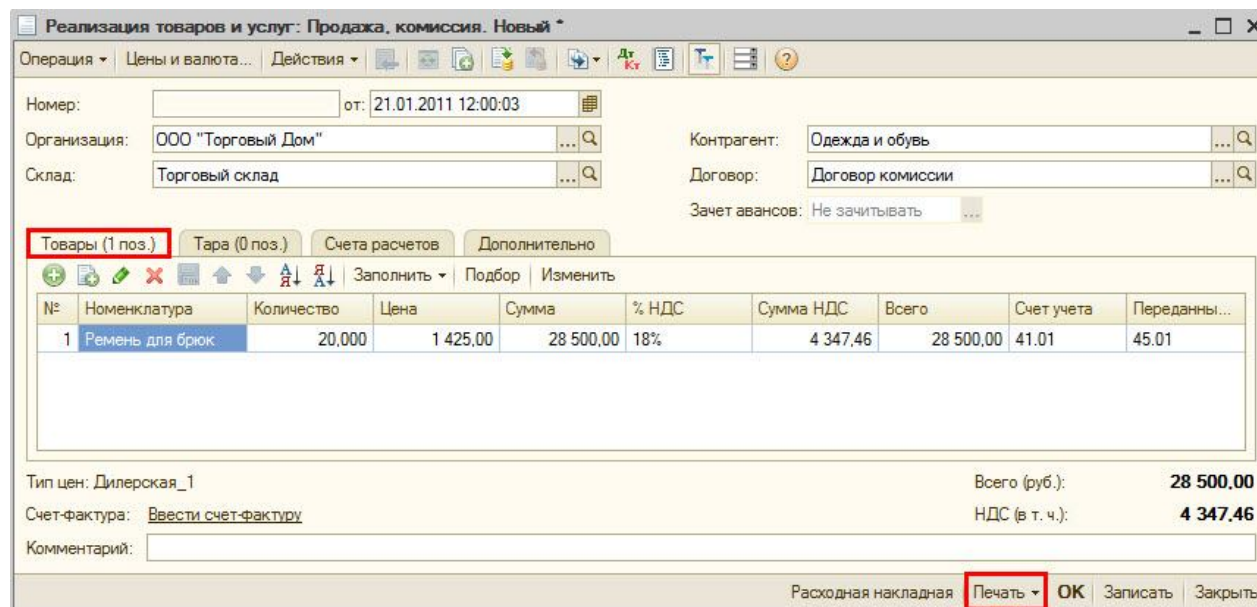 Реализация товаров и услуг: Продажа, комиссия. Новый *
Операция Цены и валюта... Действия Дт Кт
Номер: от: 21.01.2011 12:00:03
Организация: ООО "Торговый Дом" ... Контрагент: Одежда и обувь ...
Склад: Торговый склад ... Договор: Договор комиссии ...
Зачет авансов: Не зачитывать ...
Товары (1 поз.) Тара (0 поз.) Счета расчетов Дополнительно
Заполнить Подбор Изменить
№ Номенклатура Количество Цена Сумма % НДС Сумма НДС Всего Счет учета Переданны...
1 Ремень для брюк 20,000 1 425,00 28 500,00 18% 4 347,46 28 500,00 41.01 45.01
Тип цен: Дилерская_1 Всего (руб.): 28 500,00
Счет-фактура: Ввести счет-фактуру НДС (в т. ч.): 4 347,46
Комментарий:
Расходная накладная Печать OK Записать Закрыть